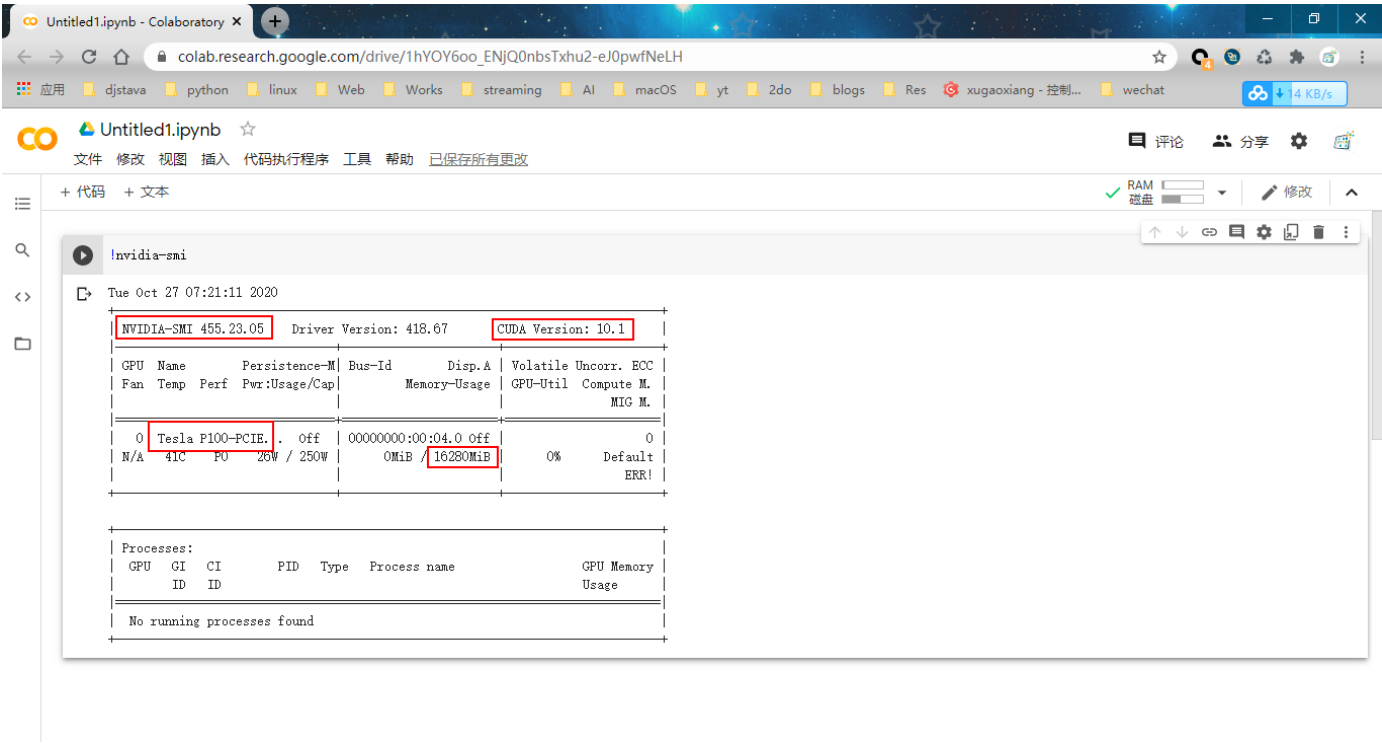 Untitled1.ipynb - Colaboratory
colab.research.google.com/drive/1hYOY6oo_ENjQ0nbsTxhu2-eJ0pwfNeLH
4
应用 djstava python linux Web Works streaming AI macOS yt 2do blogs Res xugaoxiang - 控制... wechat
14 KB/s
Untitled1.ipynb
评论 分享
文件 修改 视图 插入 代码执行程序 工具 帮助 已保存所有更改
+ 代码 + 文本
RAM
磁盘
修改
!nvidia-smi
Tue Oct 27 07:21:11 2020
NVIDIA-SMI 455.23.05 Driver Version: 418.67 CUDA Version: 10.1
GPU Name Persistence-M| Bus-Id Disp.A | Volatile Uncorr. ECC
Fan Temp Perf Pwr:Usage/Cap| Memory-Usage | GPU-Util Compute M.
MIG M.
0 Tesla P100-PCIE... Off | 00000000:00:04.0 Off | 0
N/A 41C P0 26W / 250W | 0MiB / 16280MiB | 0% Default
ERR!
Processes:
GPU GI CI PID Type Process name GPU Memory
ID ID Usage
No running processes found